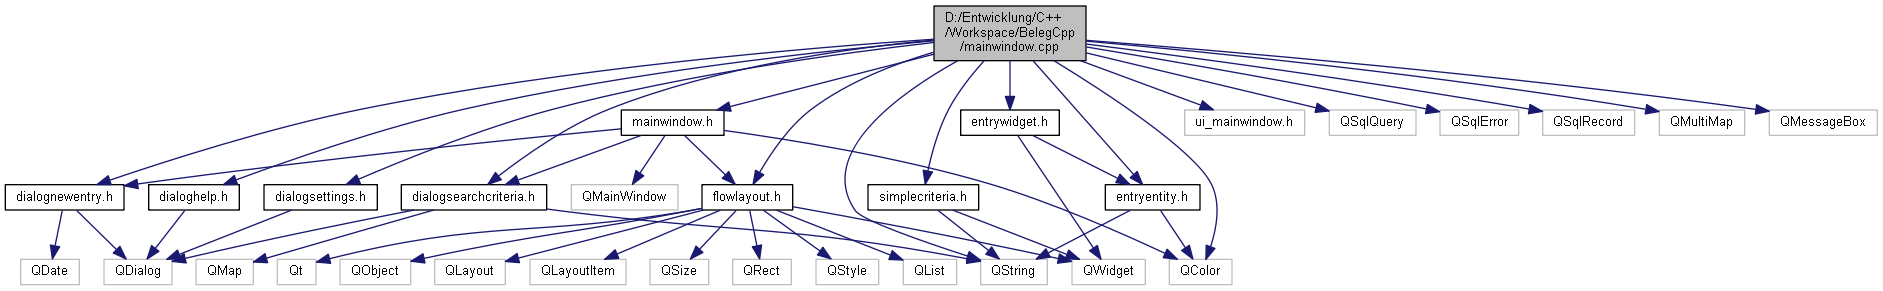 D:/Entwicklung/C++
/Workspace/BelegCpp
/mainwindow.cpp
mainwindow.h
entrywidget.h
ui_mainwindow.h
QSqlQuery
QSqlError
QSqlRecord
QMultiMap
QMessageBox
dialognewentry.h
dialoghelp.h
dialogsettings.h
dialogsearchcriteria.h
QMainWindow
flowlayout.h
simplecriteria.h
entryentity.h
QDate
QDialog
QMap
Qt
QObject
QLayout
QLayoutItem
QSize
QRect
QStyle
QList
QString
QWidget
QColor